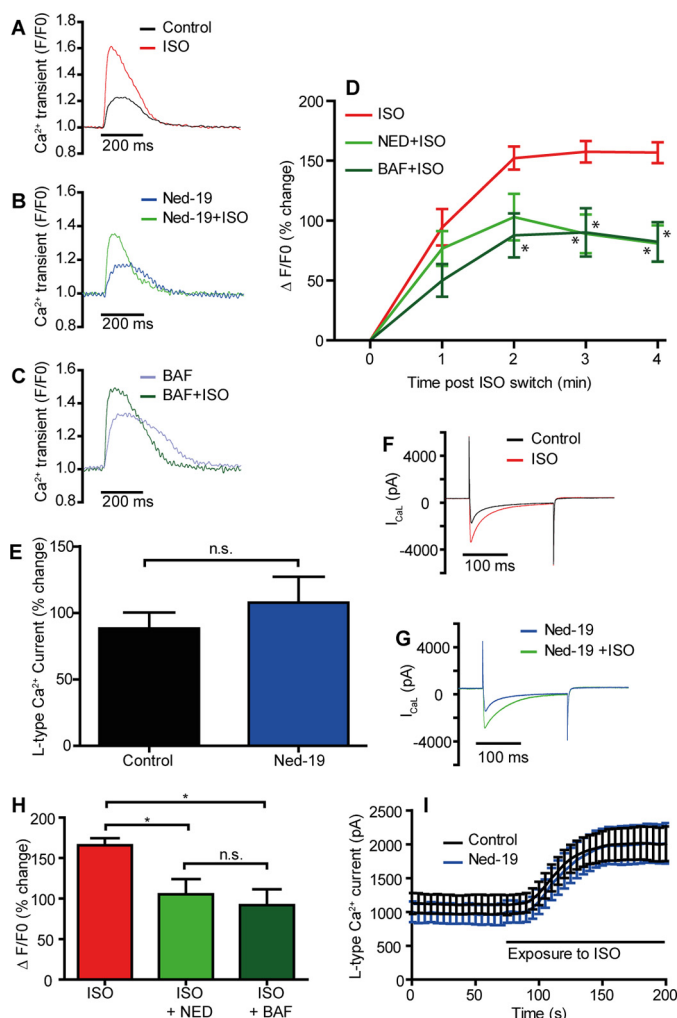 A
Control
ISO
Ca²⁺ transient (F/F0)
1.8
1.6
1.4
1.2
1.0
0.8
200 ms
B
Ned-19
Ned-19+ISO
Ca²⁺ transient (F/F0)
1.6
1.4
1.2
1.0
0.8
200 ms
C
BAF
BAF+ISO
Ca²⁺ transient (F/F0)
1.8
1.6
1.4
1.2
1.0
0.8
200 ms
D
ISO
NED+ISO
BAF+ISO
Δ F/F0 (% change)
200
150
100
50
0
* * * * *
0 1 2 3 4
Time post ISO switch (min)
E
L-type Ca²⁺ Current (% change)
150
100
50
0
n.s.
Control Ned-19
F
Control
ISO
I CaL (pA)
4000
0
-4000
100 ms
G
Ned-19
Ned-19 +ISO
I CaL (pA)
4000
0
-4000
100 ms
H
Δ F/F0 (% change)
200
150
100
50
0
*
*
n.s.
ISO ISO + NED ISO + BAF
I
Control
Ned-19
L-type Ca²⁺ current (pA)
2500
2000
1500
1000
500
0
Exposure to ISO
0 50 100 150 200
Time (s)